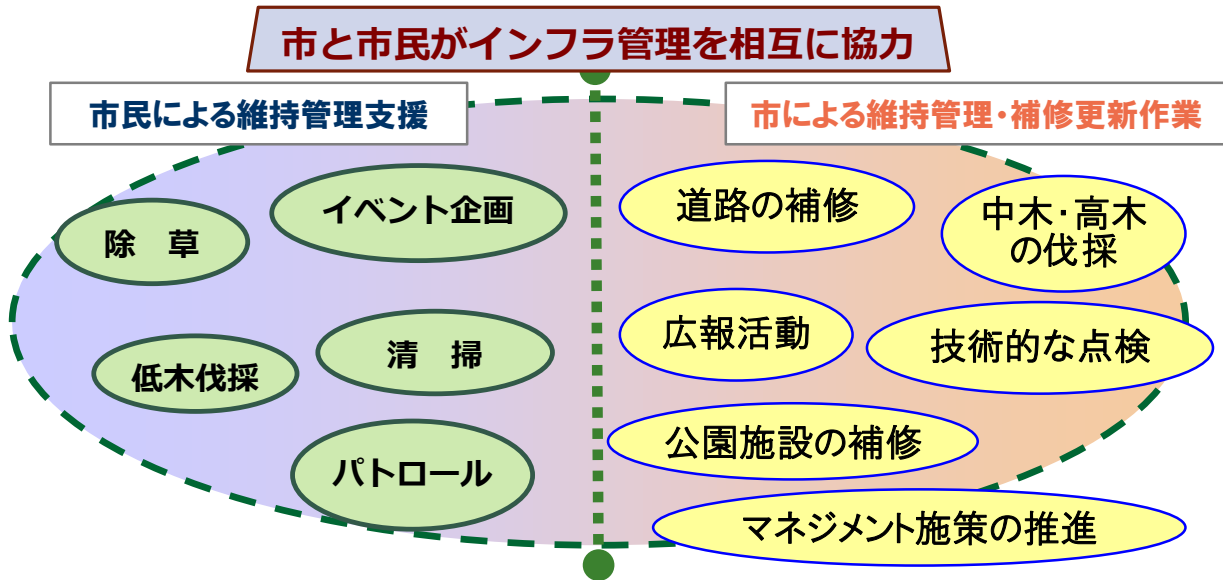 市と市民がインフラ管理を相互に協力
市民による維持管理支援
市による維持管理・補修更新作業
イベント企画
除　草
清　掃
低木伐採
パトロール
道路の補修
中木・高木
の伐採
広報活動
技術的な点検
公園施設の補修
マネジメント施策の推進